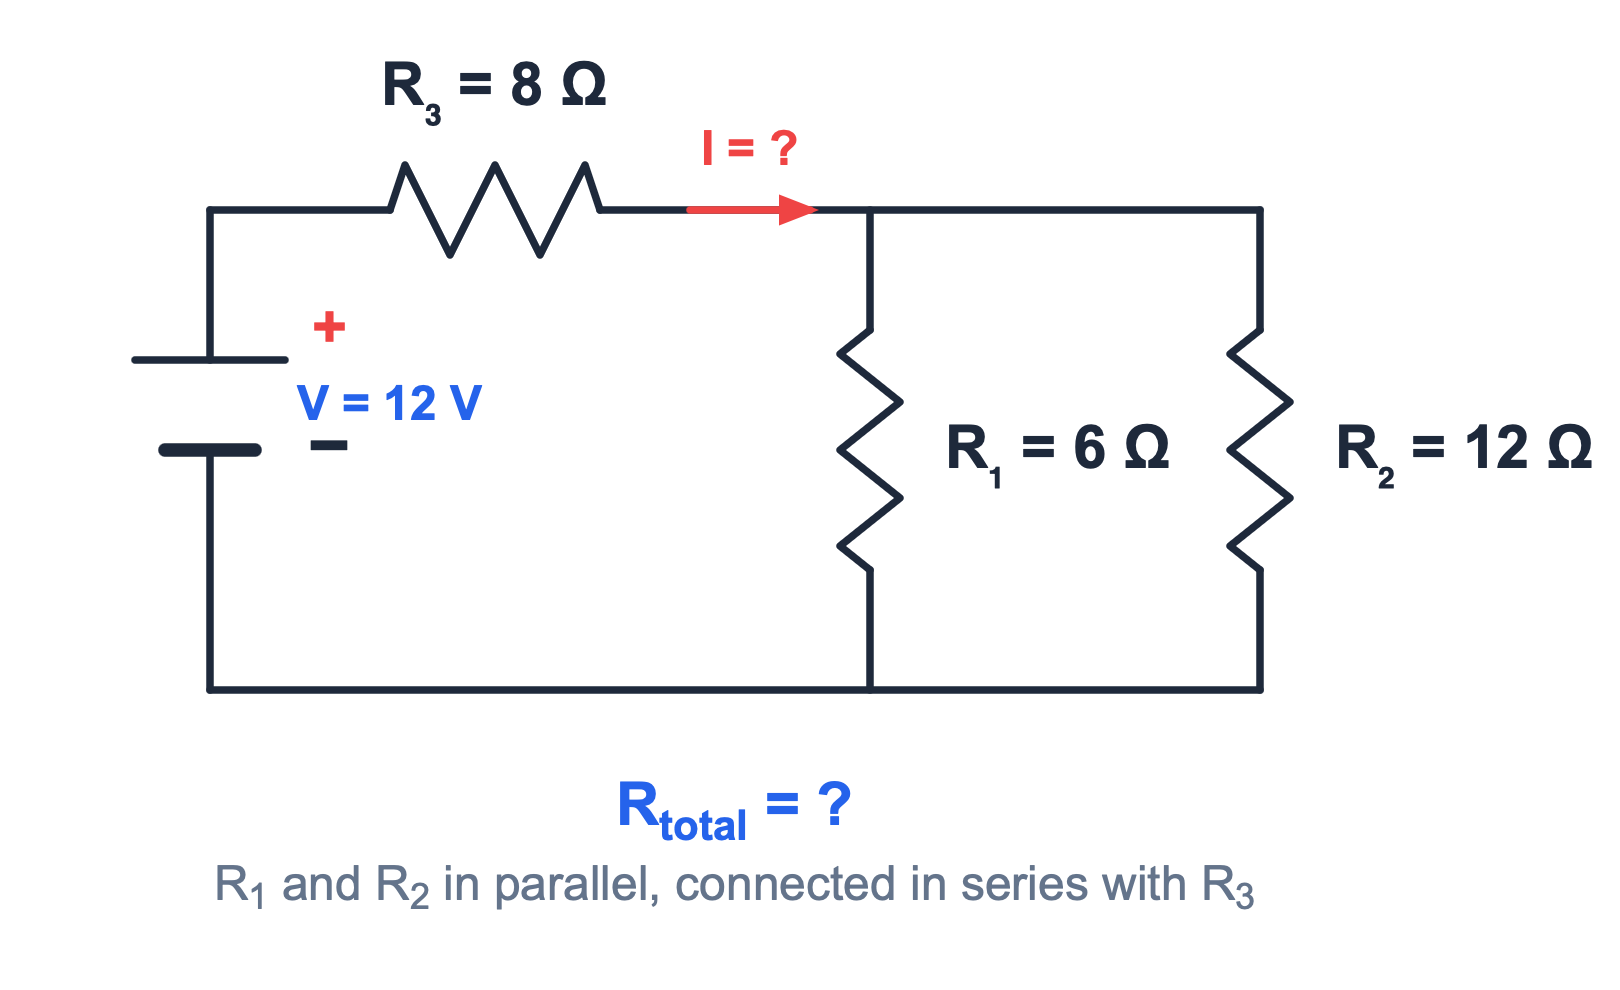 R₃ = 8 Ω
I = ?
+
V = 12 V
−
R₁ = 6 Ω
R₂ = 12 Ω
Rtotal = ?
R₁ and R₂ in parallel, connected in series with R₃